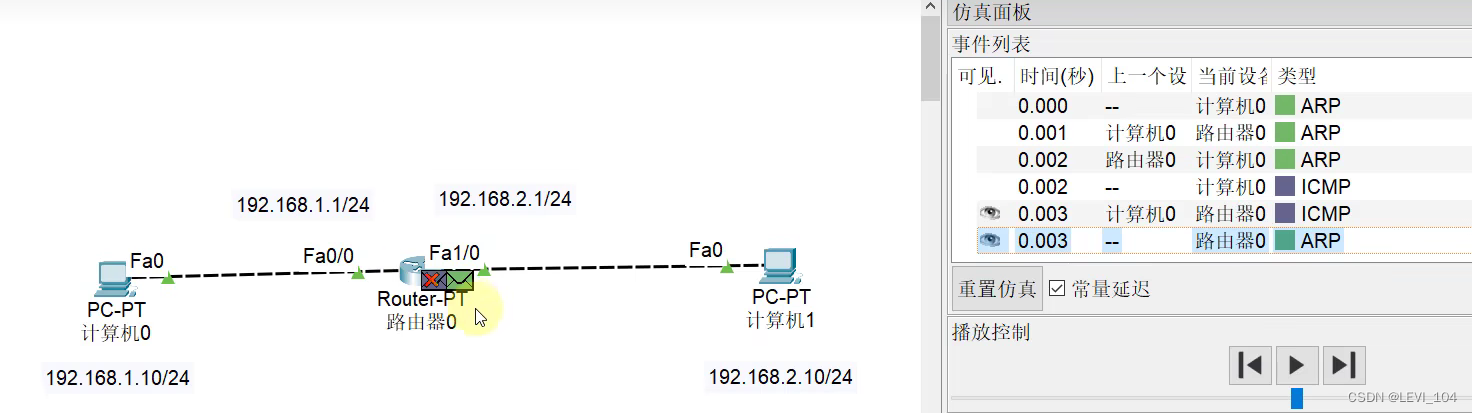 192.168.1.1/24
192.168.2.1/24
Fa0
Fa0/0
Fa1/0
Fa0
PC-PT
计算机0
Router-PT
路由器0
PC-PT
计算机1
192.168.1.10/24
192.168.2.10/24
仿真面板
事件列表
可见. 时间(秒) 上一个设 当前设备 类型
0.000 -- 计算机0 ARP
0.001 计算机0 路由器0 ARP
0.002 路由器0 计算机0 ARP
0.002 -- 计算机0 ICMP
0.003 计算机0 路由器0 ICMP
0.003 -- 路由器0 ARP
重置仿真 常量延迟
播放控制
CSDN @LEVI_104